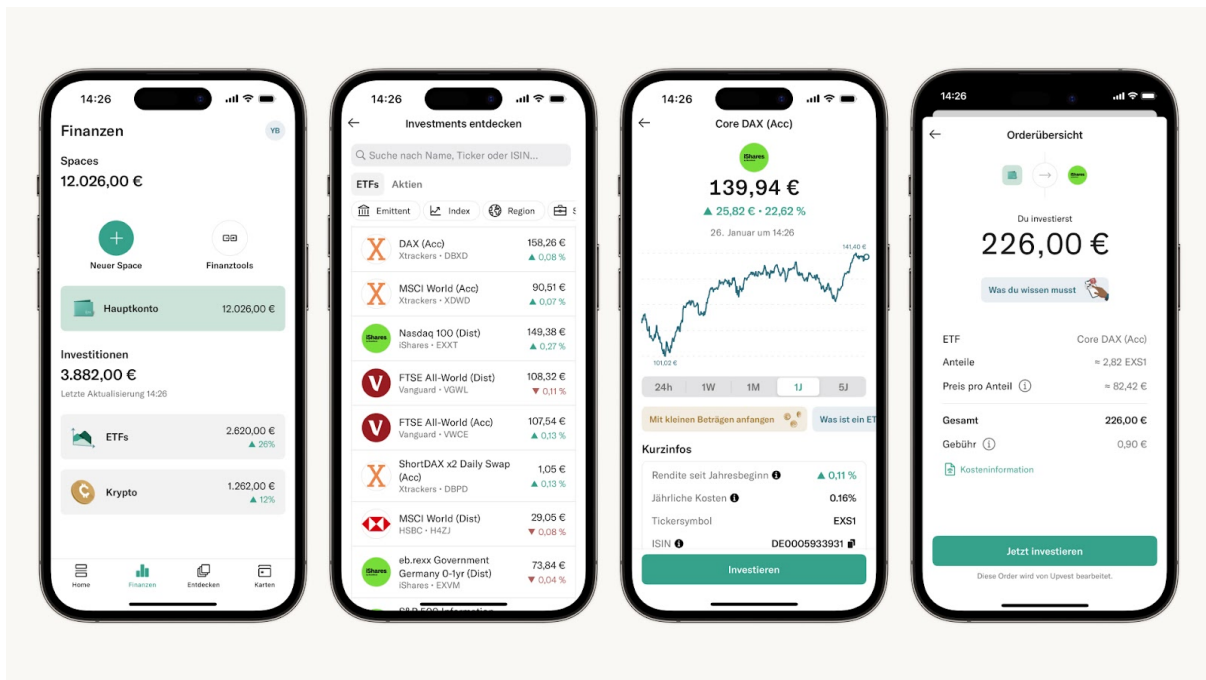 14:26
Finanzen
YB
Spaces
12.026,00 €
Neuer Space
Finanztools
Hauptkonto 12.026,00 €
Investitionen
3.882,00 €
Letzte Aktualisierung 14:26
ETFs 2.620,00 €
▲ 26%
Krypto 1.262,00 €
▲ 12%
Home Finanzen Entdecken Karten
14:26
Investments entdecken
Suche nach Name, Ticker oder ISIN...
ETFs Aktien
Emittent Index Region S
DAX (Acc) 158,26 €
Xtrackers • DBXD ▲ 0,08 %
MSCI World (Acc) 90,51 €
Xtrackers • XDWD ▲ 0,07 %
iShares
Nasdaq 100 (Dist) 149,38 €
iShares • EXXT ▲ 0,27 %
FTSE All-World (Dist) 108,32 €
Vanguard • VGWL ▼ 0,11 %
FTSE All-World (Acc) 107,54 €
Vanguard • VWCE ▲ 0,13 %
ShortDAX x2 Daily Swap
(Acc) 1,05 €
Xtrackers • DBPD ▲ 0,13 %
MSCI World (Dist) 29,05 €
HSBC • H4ZJ ▼ 0,08 %
iShares
eb.rexx Government
Germany 0-1yr (Dist) 73,84 €
iShares • EXVM ▼ 0,04 %
S&P 500 Information
14:26
Core DAX (Acc)
iShares
139,94 €
▲ 25,82 € • 22,62 %
26. Januar um 14:26
141,40 €
101,02 €
24h 1W 1M 1J 5J
Mit kleinen Beträgen anfangen Was ist ein ET
Kurzinfos
Rendite seit Jahresbeginn ▲ 0,11 %
Jährliche Kosten 0.16%
Tickersymbol EXS1
ISIN DE0005933931
Investieren
14:26
Orderübersicht
iShares
Du investierst
226,00 €
Was du wissen musst
ETF Core DAX (Acc)
Anteile ≈ 2,82 EXS1
Preis pro Anteil ≈ 82,42 €
Gesamt 226,00 €
Gebühr 0,90 €
Kosteninformation
Jetzt investieren
Diese Order wird von Upvest bearbeitet.